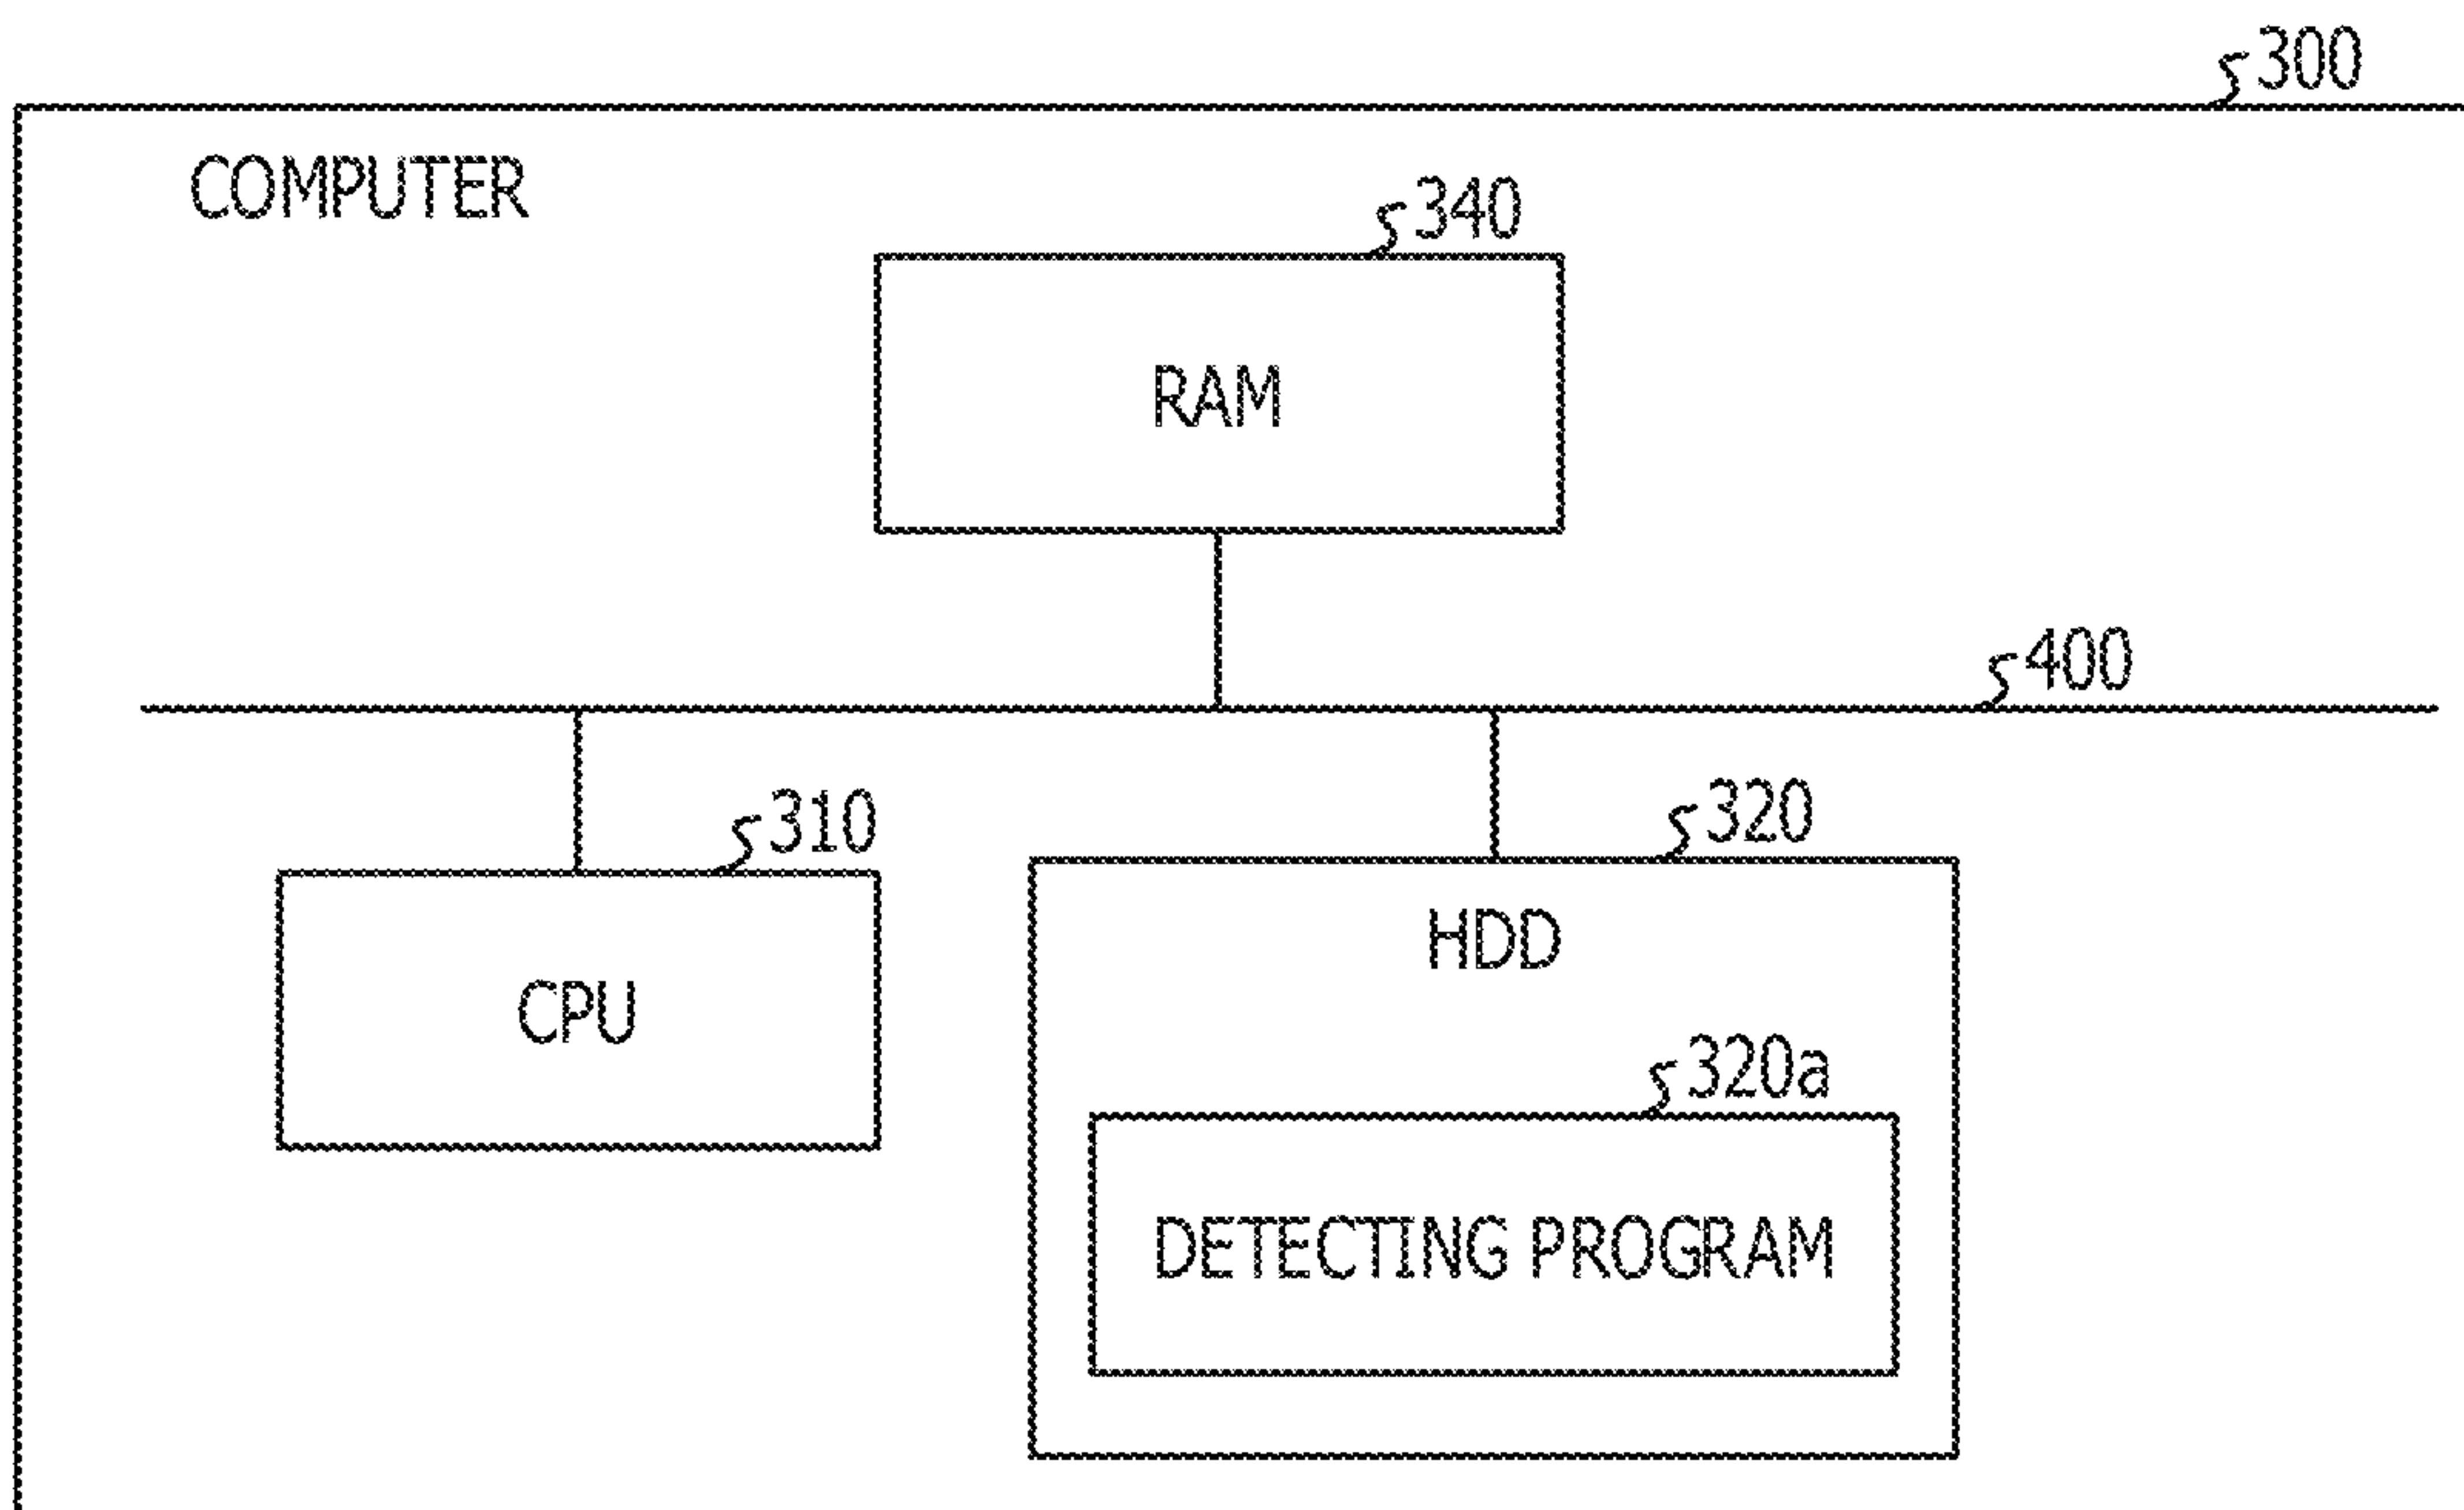 300
COMPUTER
340
RAM
400
310
320
CPU
HDD
320a
DETECTING PROGRAM